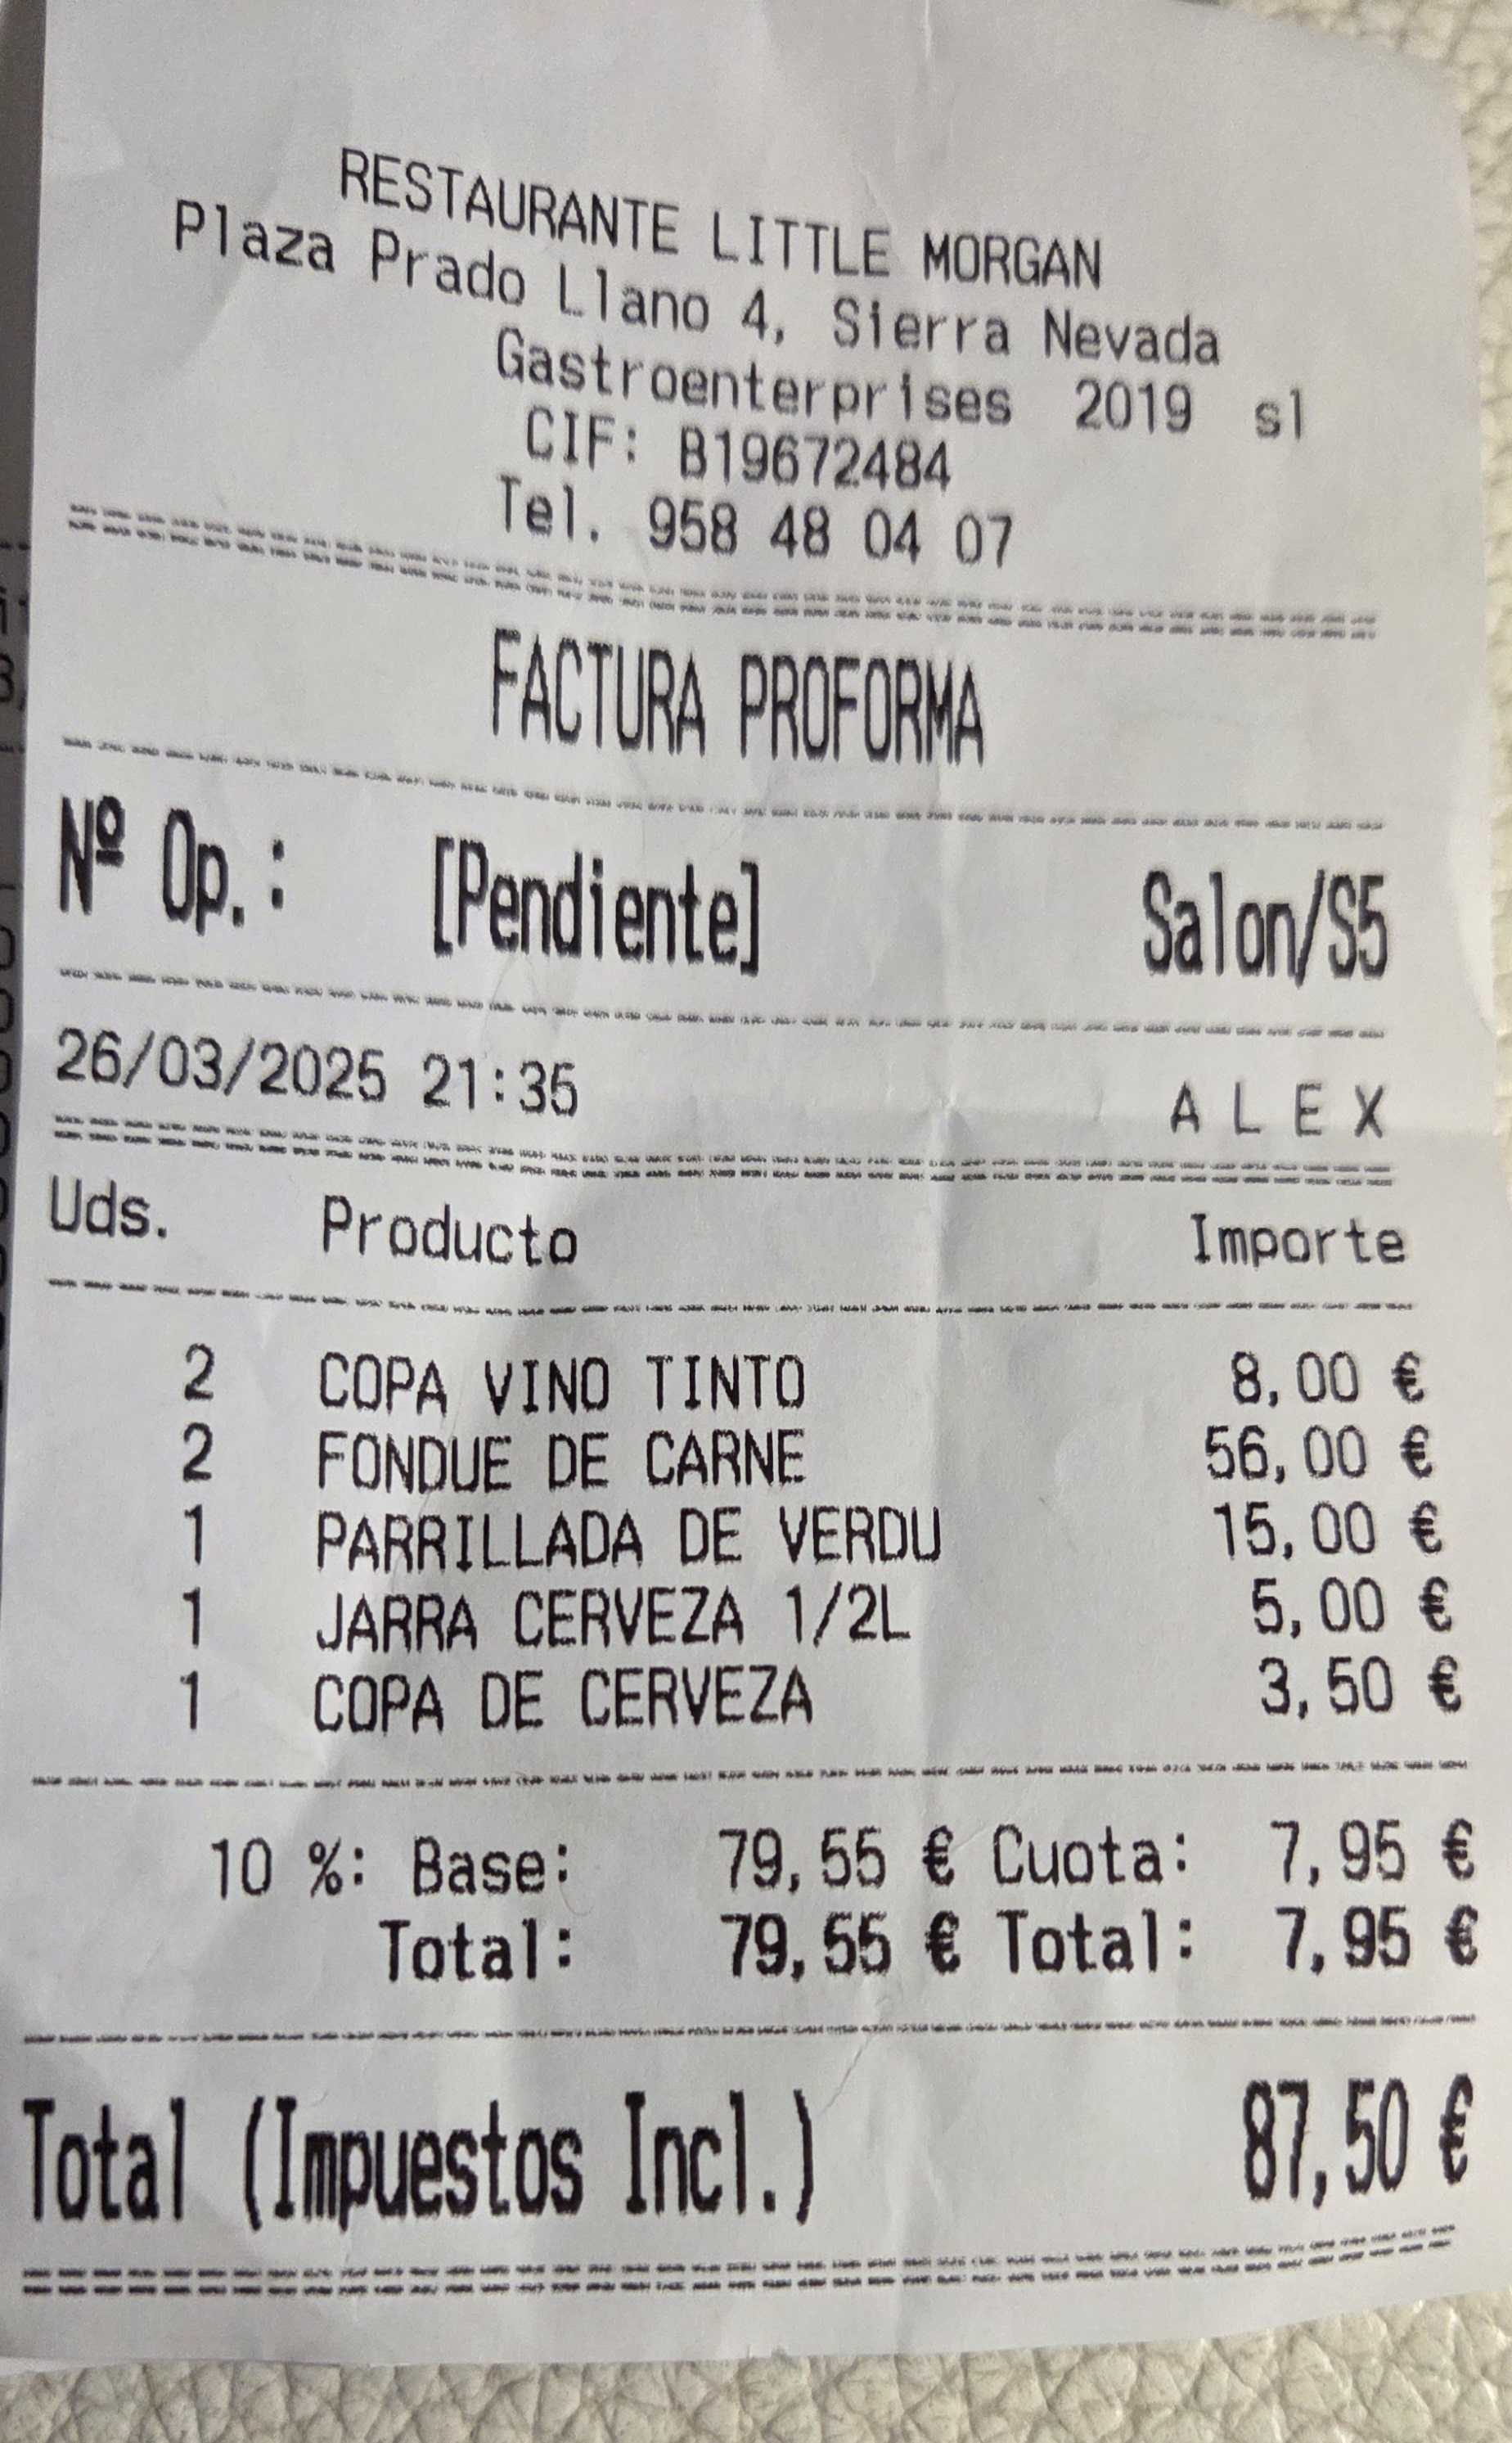 RESTAURANTE LITTLE MORGAN
Plaza Prado Llano 4, Sierra Nevada
Gastroenterprises 2019 sl
CIF: B19672484
Tel. 958 48 04 07
FACTURA PROFORMA
Nº Op.: [Pendiente] Salon/S5
26/03/2025 21:35 ALEX
Uds. Producto Importe
2 COPA VINO TINTO 8,00 €
2 FONDUE DE CARNE 56,00 €
1 PARRILLADA DE VERDU 15,00 €
1 JARRA CERVEZA 1/2L 5,00 €
1 COPA DE CERVEZA 3,50 €
10 %: Base: 79,55 € Cuota: 7,95 €
Total: 79,55 € Total: 7,95 €
Total (Impuestos Incl.) 87,50 €